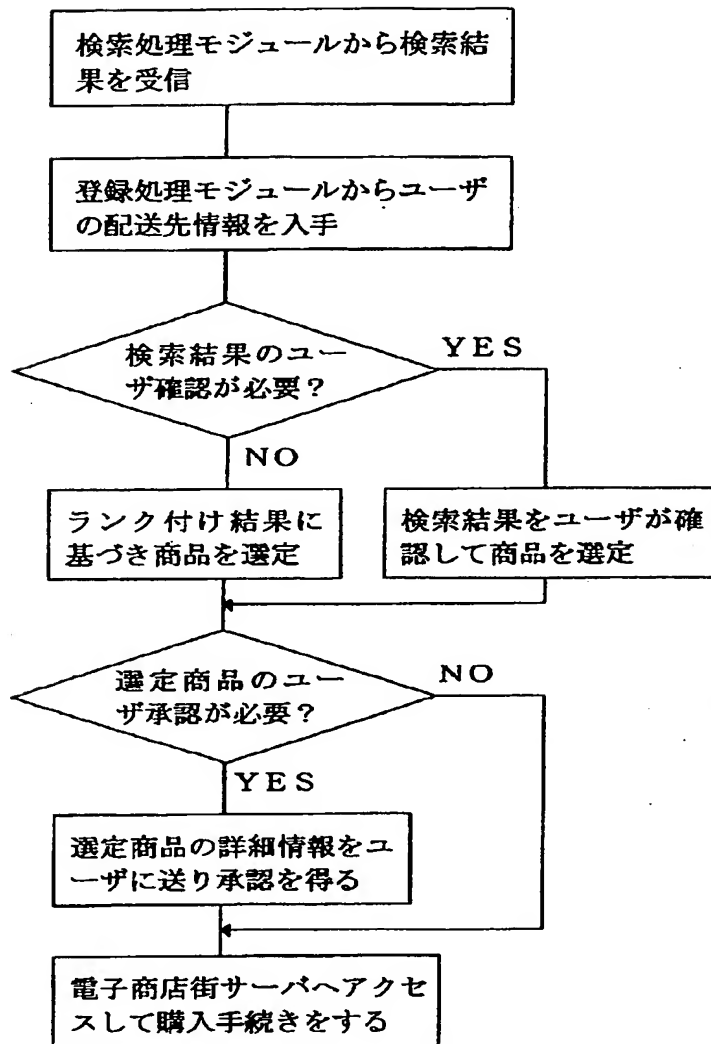 検索処理モジュールから検索結
果を受信
登録処理モジュールからユーザ
の配送先情報を入手
検索結果のユー
ザ確認が必要？
YES
NO
ランク付け結果に
基づき商品を選定
検索結果をユーザが確
認して商品を選定
選定商品のユー
ザ承認が必要？
NO
YES
選定商品の詳細情報をユ
ーザに送り承認を得る
電子商店街サーバへアクセ
スして購入手続きをする